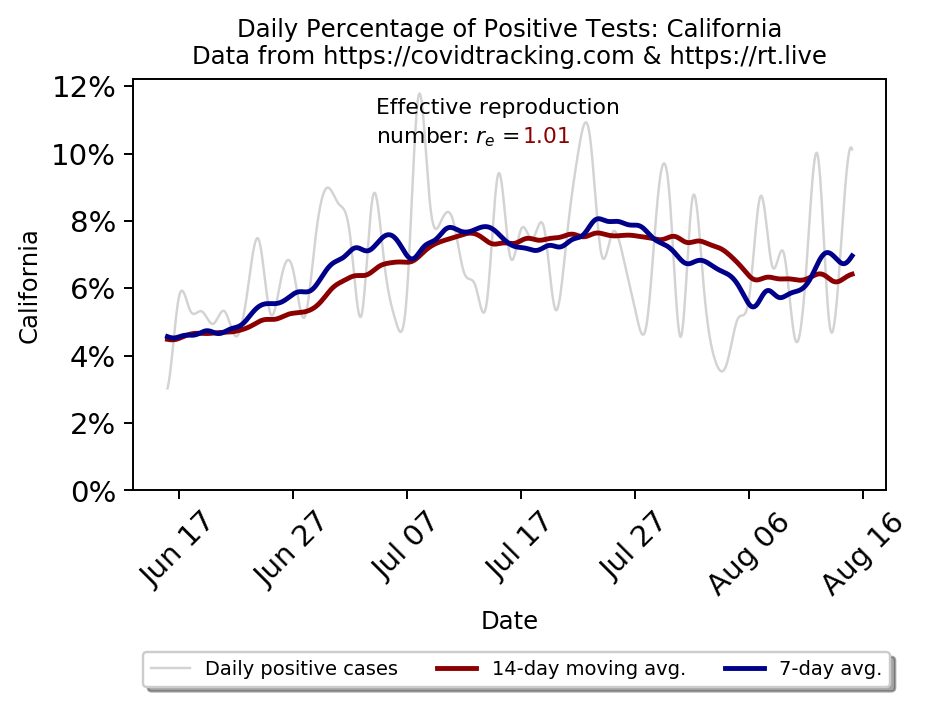 Daily Percentage of Positive Tests: California
Data from https://covidtracking.com & https://rt.live
12%
10%
8%
6%
4%
2%
0%
California
Effective reproduction
number: rₑ =1.01
Jun 17
Jun 27
Jul 07
Jul 17
Jul 27
Aug 06
Aug 16
Date
Daily positive cases
14-day moving avg.
7-day avg.